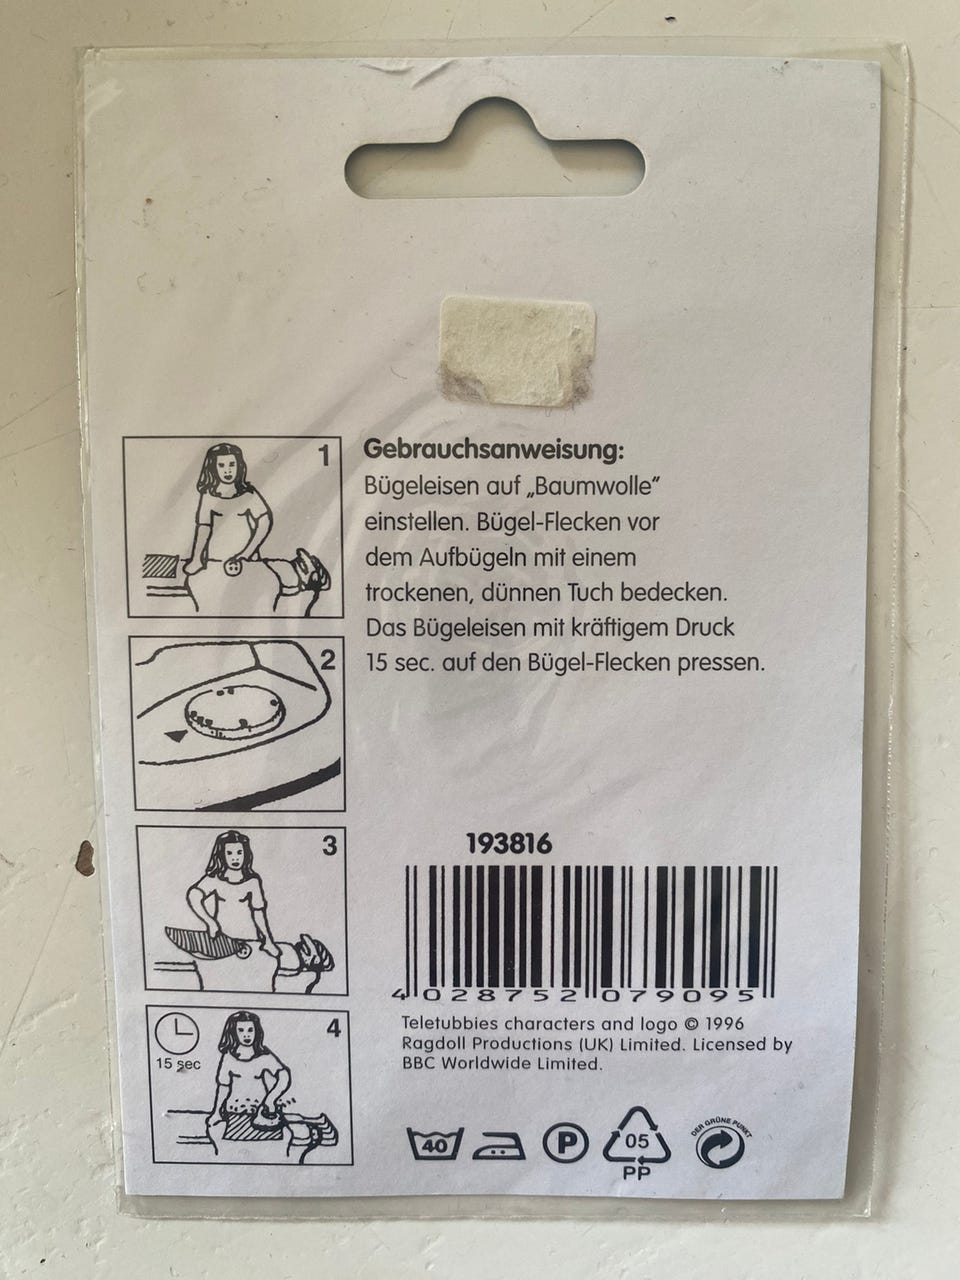 1
Gebrauchsanweisung:
Bügeleisen auf „Baumwolle“
einstellen. Bügel-Flecken vor
dem Aufbügeln mit einem
trockenen, dünnen Tuch bedecken.
Das Bügeleisen mit kräftigem Druck
15 sec. auf den Bügel-Flecken pressen.
2
3
4
15 sec
193816
4 028752 079095
Teletubbies characters and logo © 1996
Ragdoll Productions (UK) Limited. Licensed by
BBC Worldwide Limited.
40
P
05
PP
DER GRÜNE PUNKT